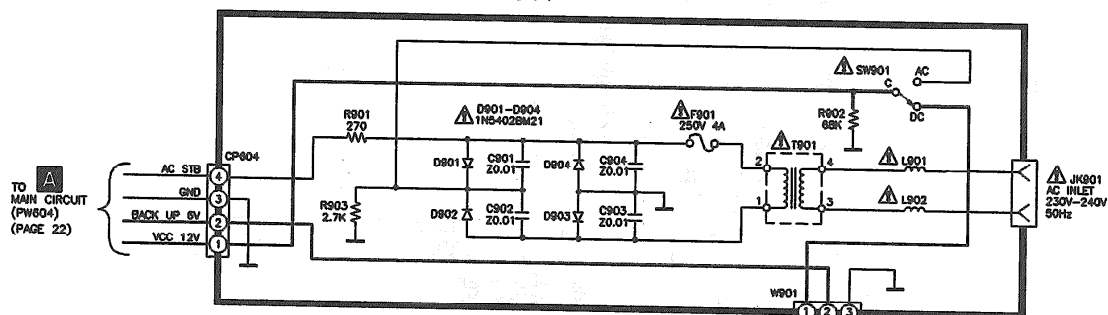 SW901
AC
C
DC
D901-D904
1N5402BM21
F901
250V 4A
R902
68K
R901
270
T901
CP604
D901
C901
Z0.01
D904
C904
Z0.01
2
4
L901
JK901
AC INLET
230V-240V
50Hz
TO A
MAIN CIRCUIT
(PW604)
(PAGE 22)
AC STB
4
GND
3
BACK UP 6V
2
VCC 12V
1
R903
2.7K
D902
C902
Z0.01
D903
C903
Z0.01
1
3
L902
W901
1 2 3